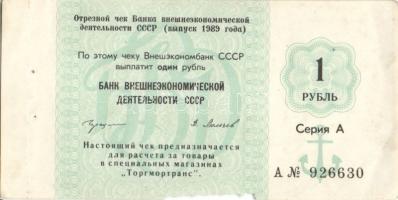 Отрезной чек Банка внешнеэкономической
деятельности СССР (выпуск 1989 года)
По этому чеку Внешэкономбанк СССР
выплатит один рубль
БАНК ВНЕШНЕЭКОНОМИЧЕСКОЙ
ДЕЯТЕЛЬНОСТИ СССР
Настоящий чек предназначается
для расчета за товары
в специальных магазинах
"Торгмортранс".
1
РУБЛЬ
Серия А
А № 926630